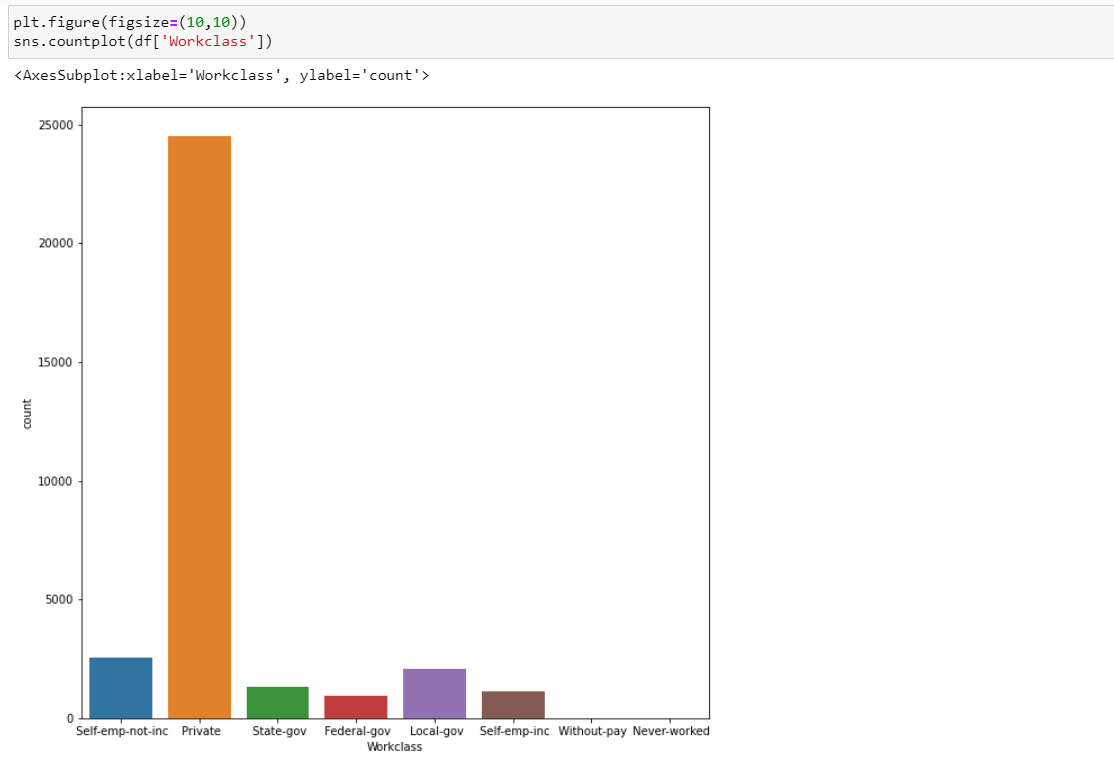 plt.figure(figsize=(10,10))
sns.countplot(df['Workclass'])
<AxesSubplot:xlabel='Workclass', ylabel='count'>
25000
20000
15000
10000
5000
0
count
Self-emp-not-inc Private State-gov Federal-gov Local-gov Self-emp-inc Without-pay Never-worked
Workclass